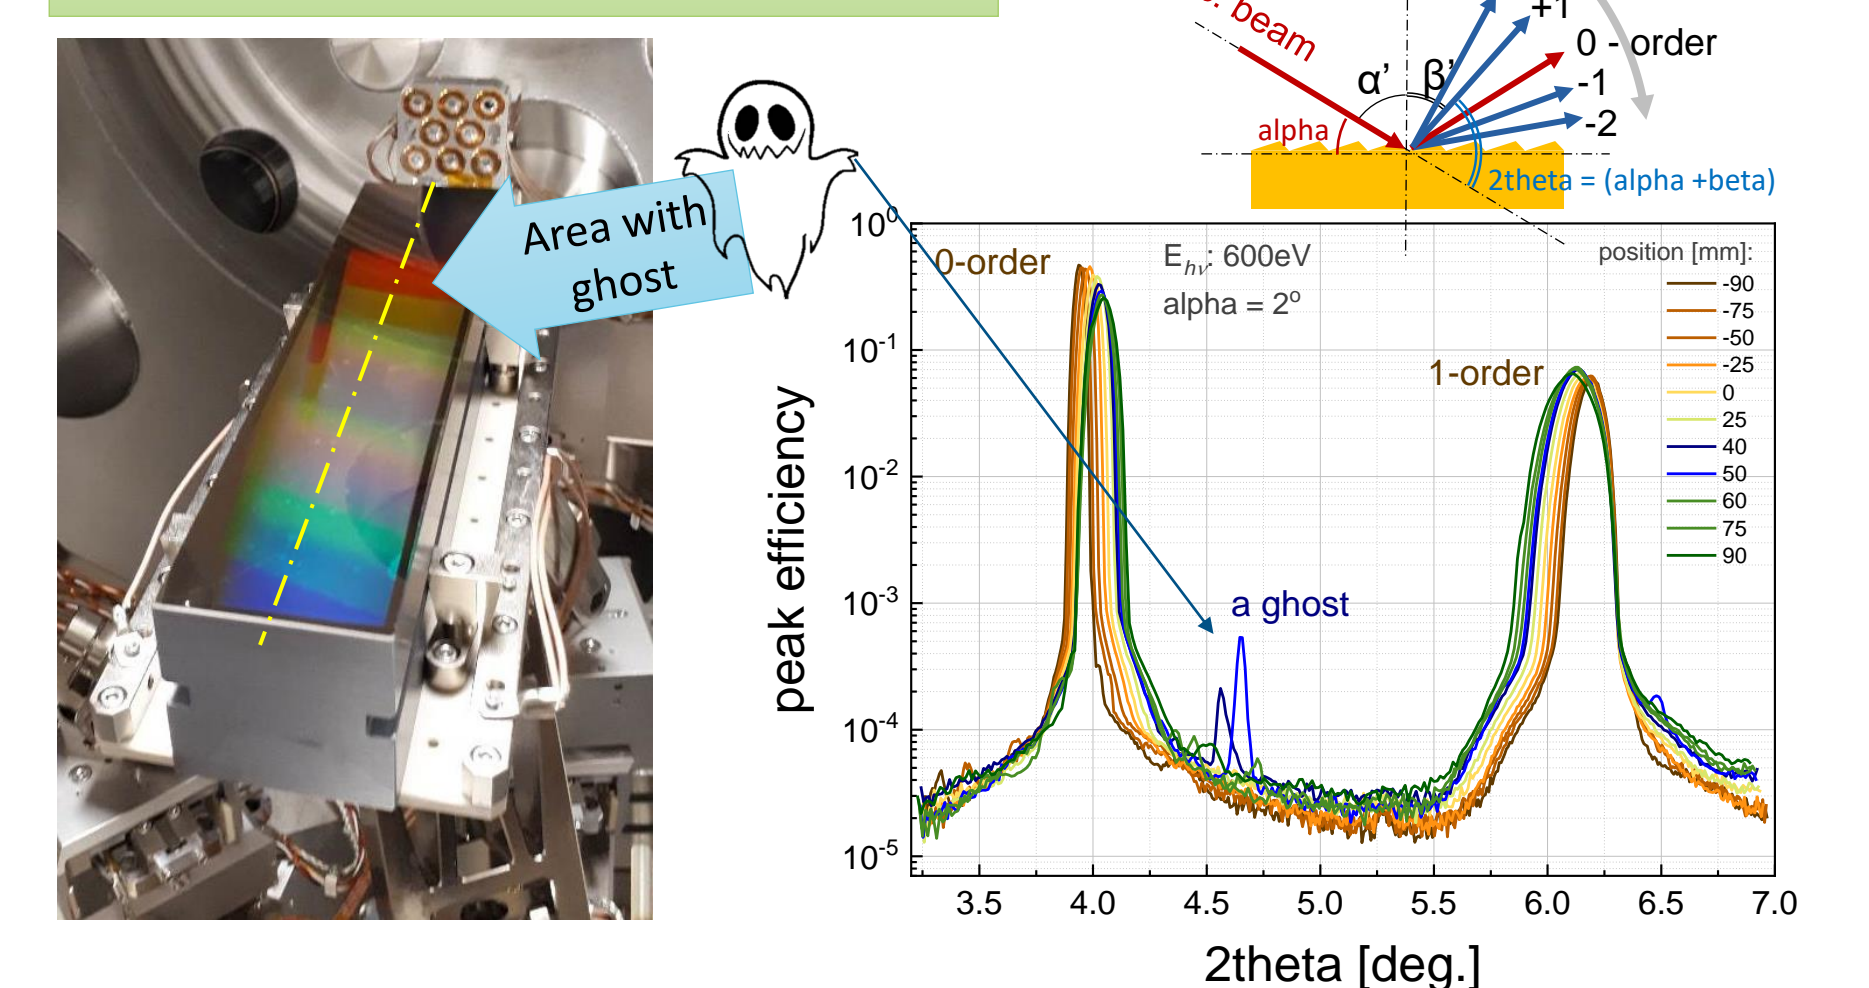 beam
+1
0 - order
-1
-2
α’ β’
alpha
2theta = (alpha +beta)
Area with
ghost
0-order
E_hν: 600eV
alpha = 2°
1-order
a ghost
position [mm]:
-90
-75
-50
-25
0
25
40
50
60
75
90
peak efficiency
10^0
10^-1
10^-2
10^-3
10^-4
10^-5
3.5 4.0 4.5 5.0 5.5 6.0 6.5 7.0
2theta [deg.]